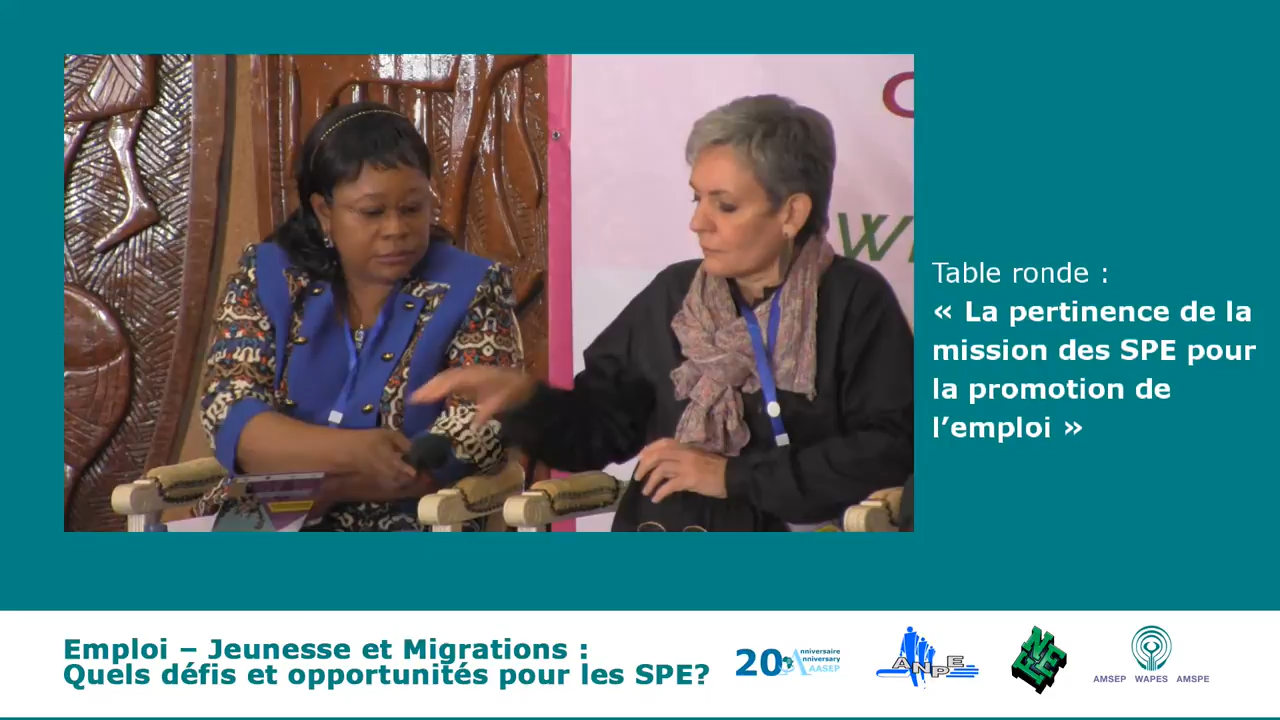 Table ronde :
« La pertinence de la
mission des SPE pour
la promotion de
l’emploi »
Emploi – Jeunesse et Migrations :
Quels défis et opportunités pour les SPE?
20 Anniversaire
Anniversary
AASEP
ANPE
AMSEP WAPES AMSPE